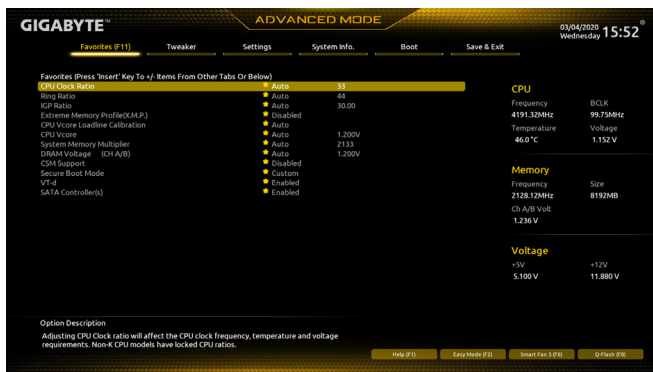 GIGABYTE™
ADVANCED MODE
03/04/2020
Wednesday 15:52
Favorites (F11) Tweaker Settings System Info. Boot Save & Exit
Favorites (Press 'Insert' Key To +/- Items From Other Tabs Or Below)
CPU Clock Ratio Auto 33
Ring Ratio Auto 44
IGP Ratio Auto 30.00
Extreme Memory Profile(X.M.P.) Disabled
CPU Vcore Loadline Calibration Auto
CPU Vcore Auto 1.200V
System Memory Multiplier Auto 2133
DRAM Voltage (CH A/B) Auto 1.200V
CSM Support Disabled
Secure Boot Mode Custom
VT-d Enabled
SATA Controller(s) Enabled
CPU
Frequency BCLK
4191.32MHz 99.75MHz
Temperature Voltage
46.0 °C 1.152 V
Memory
Frequency Size
2128.12MHz 8192MB
Ch A/B Volt
1.236 V
Voltage
+5V +12V
5.100 V 11.880 V
Option Description
Adjusting CPU Clock ratio will affect the CPU clock frequency, temperature and voltage
requirements. Non-K CPU models have locked CPU ratios.
Help (F1) Easy Mode (F2) Smart Fan 5 (F6) Q-Flash (F8)